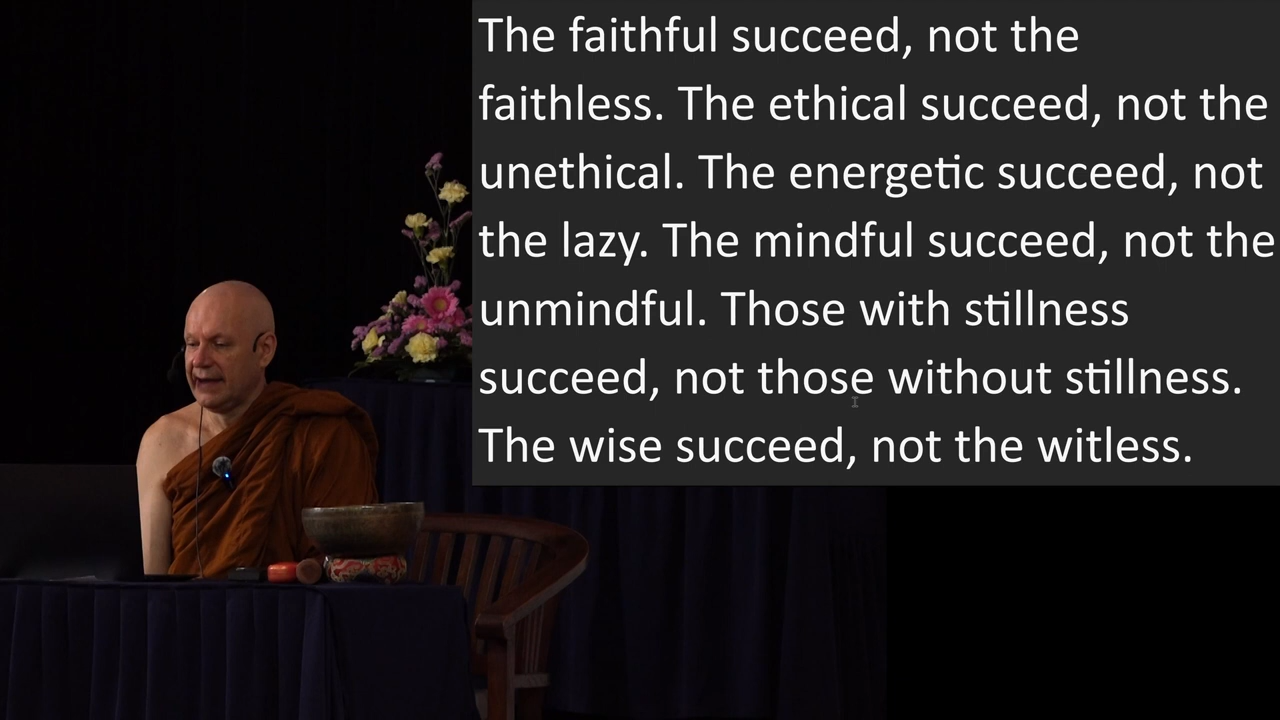 The faithful succeed, not the
faithless. The ethical succeed, not the
unethical. The energetic succeed, not
the lazy. The mindful succeed, not the
unmindful. Those with stillness
succeed, not those without stillness.
The wise succeed, not the witless.